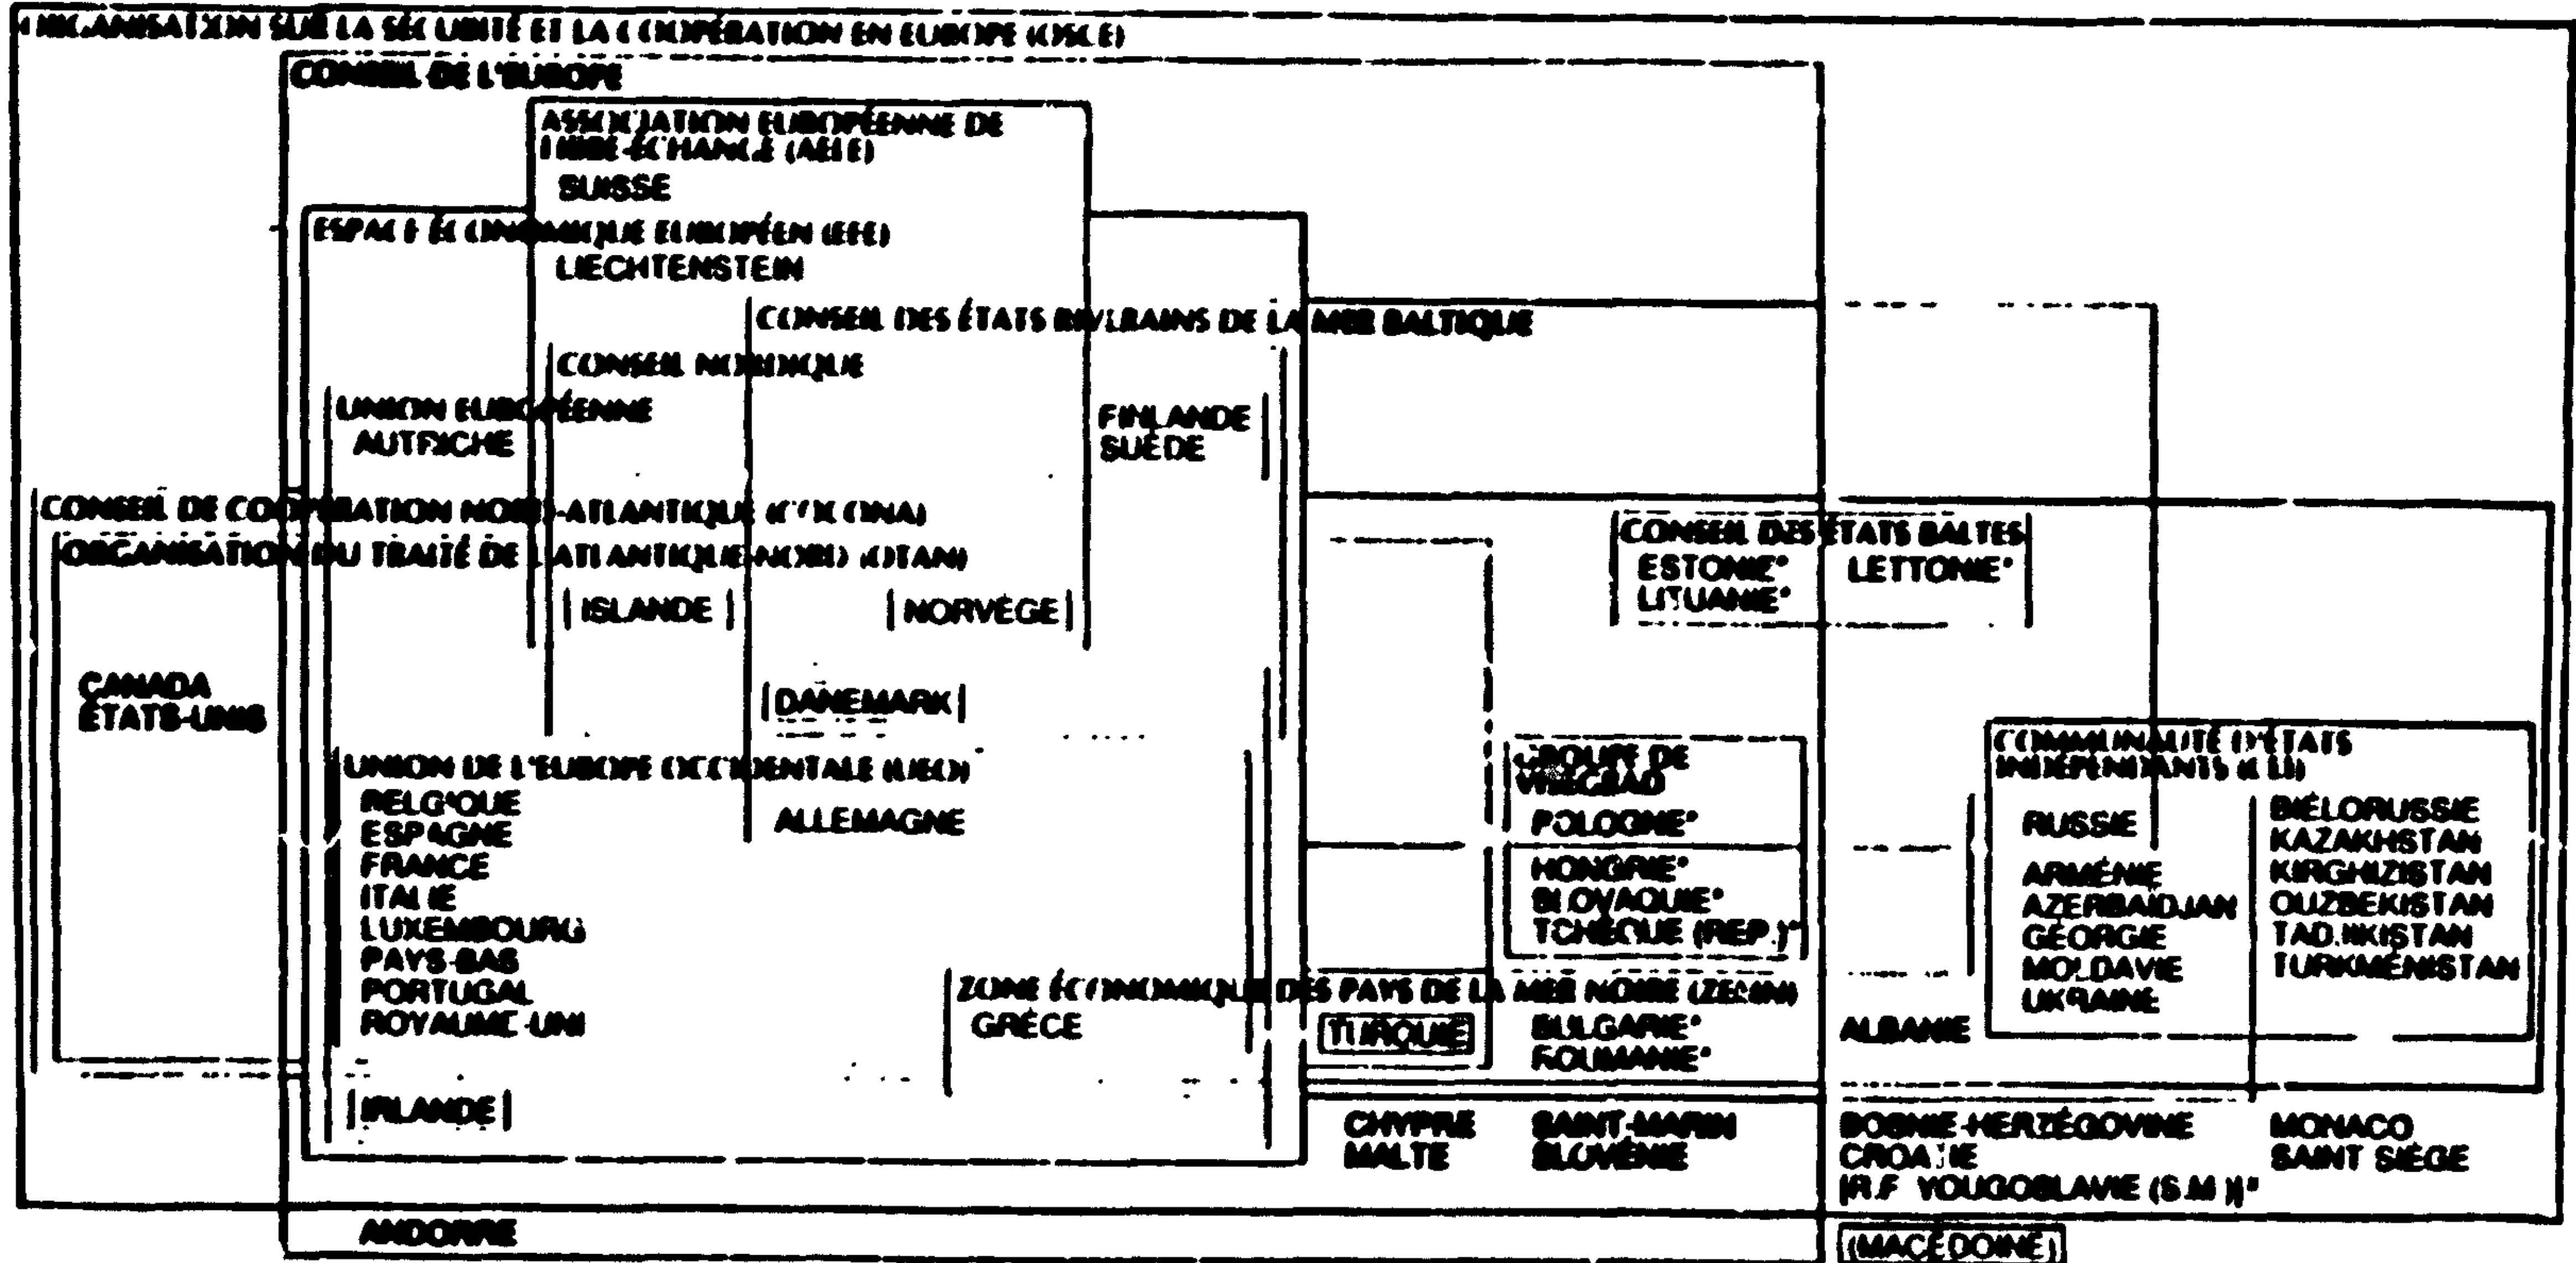 ORGANISATION SUR LA SÉCURITÉ ET LA COOPÉRATION EN EUROPE (OSCE)
CONSEIL DE L'EUROPE
ASSOCIATION EUROPÉENNE DE
LIBRE-ÉCHANGE (AELE)
SUISSE
ESPACE ÉCONOMIQUE EUROPÉEN (EEE)
LIECHTENSTEIN
CONSEIL DES ÉTATS RIVERAINS DE LA MER BALTIQUE
CONSEIL NORDIQUE
UNION EUROPÉENNE
AUTRICHE
FINLANDE
SUÈDE
CONSEIL DE COOPÉRATION NORD-ATLANTIQUE (COCONA)
ORGANISATION DU TRAITÉ DE L'ATLANTIQUE-NORD (OTAN)
CONSEIL DES ÉTATS BALTES
ESTONIE* LETTONIE*
LITUANIE*
ISLANDE
NORVÈGE
CANADA
ÉTATS-UNIS
DANEMARK
UNION DE L'EUROPE OCCIDENTALE (UEO)
BELGIQUE
ESPAGNE
FRANCE
ITALIE
LUXEMBOURG
PAYS-BAS
PORTUGAL
ROYAUME-UNI
ALLEMAGNE
GROUPE DE
VISEGRAD
POLOGNE*
HONGRIE*
SLOVAQUIE*
TCHÈQUE (RÉP.)*
COMMUNAUTÉ D'ÉTATS
INDÉPENDANTS (CEI)
RUSSIE
ARMÉNIE
AZERBAÏDJAN
GÉORGIE
MOLDAVIE
UKRAINE
BIÉLORUSSIE
KAZAKHSTAN
KIRGHIZISTAN
OUZBEKISTAN
TADJIKISTAN
TURKMÉNISTAN
ZONE ÉCONOMIQUE DES PAYS DE LA MER NOIRE (ZEMN)
GRÈCE
TURQUIE
BULGARIE*
ROUMANIE*
ALBANIE
IRLANDE
CHYPRE
MALTE
SAINT-MARIN
SLOVÉNIE
BOSNIE-HERZÉGOVINE
CROATIE
[R.F YOUGOSLAVIE (S.M)]*
MONACO
SAINT SIÈGE
ANDORRE
(MACÉDOINE)